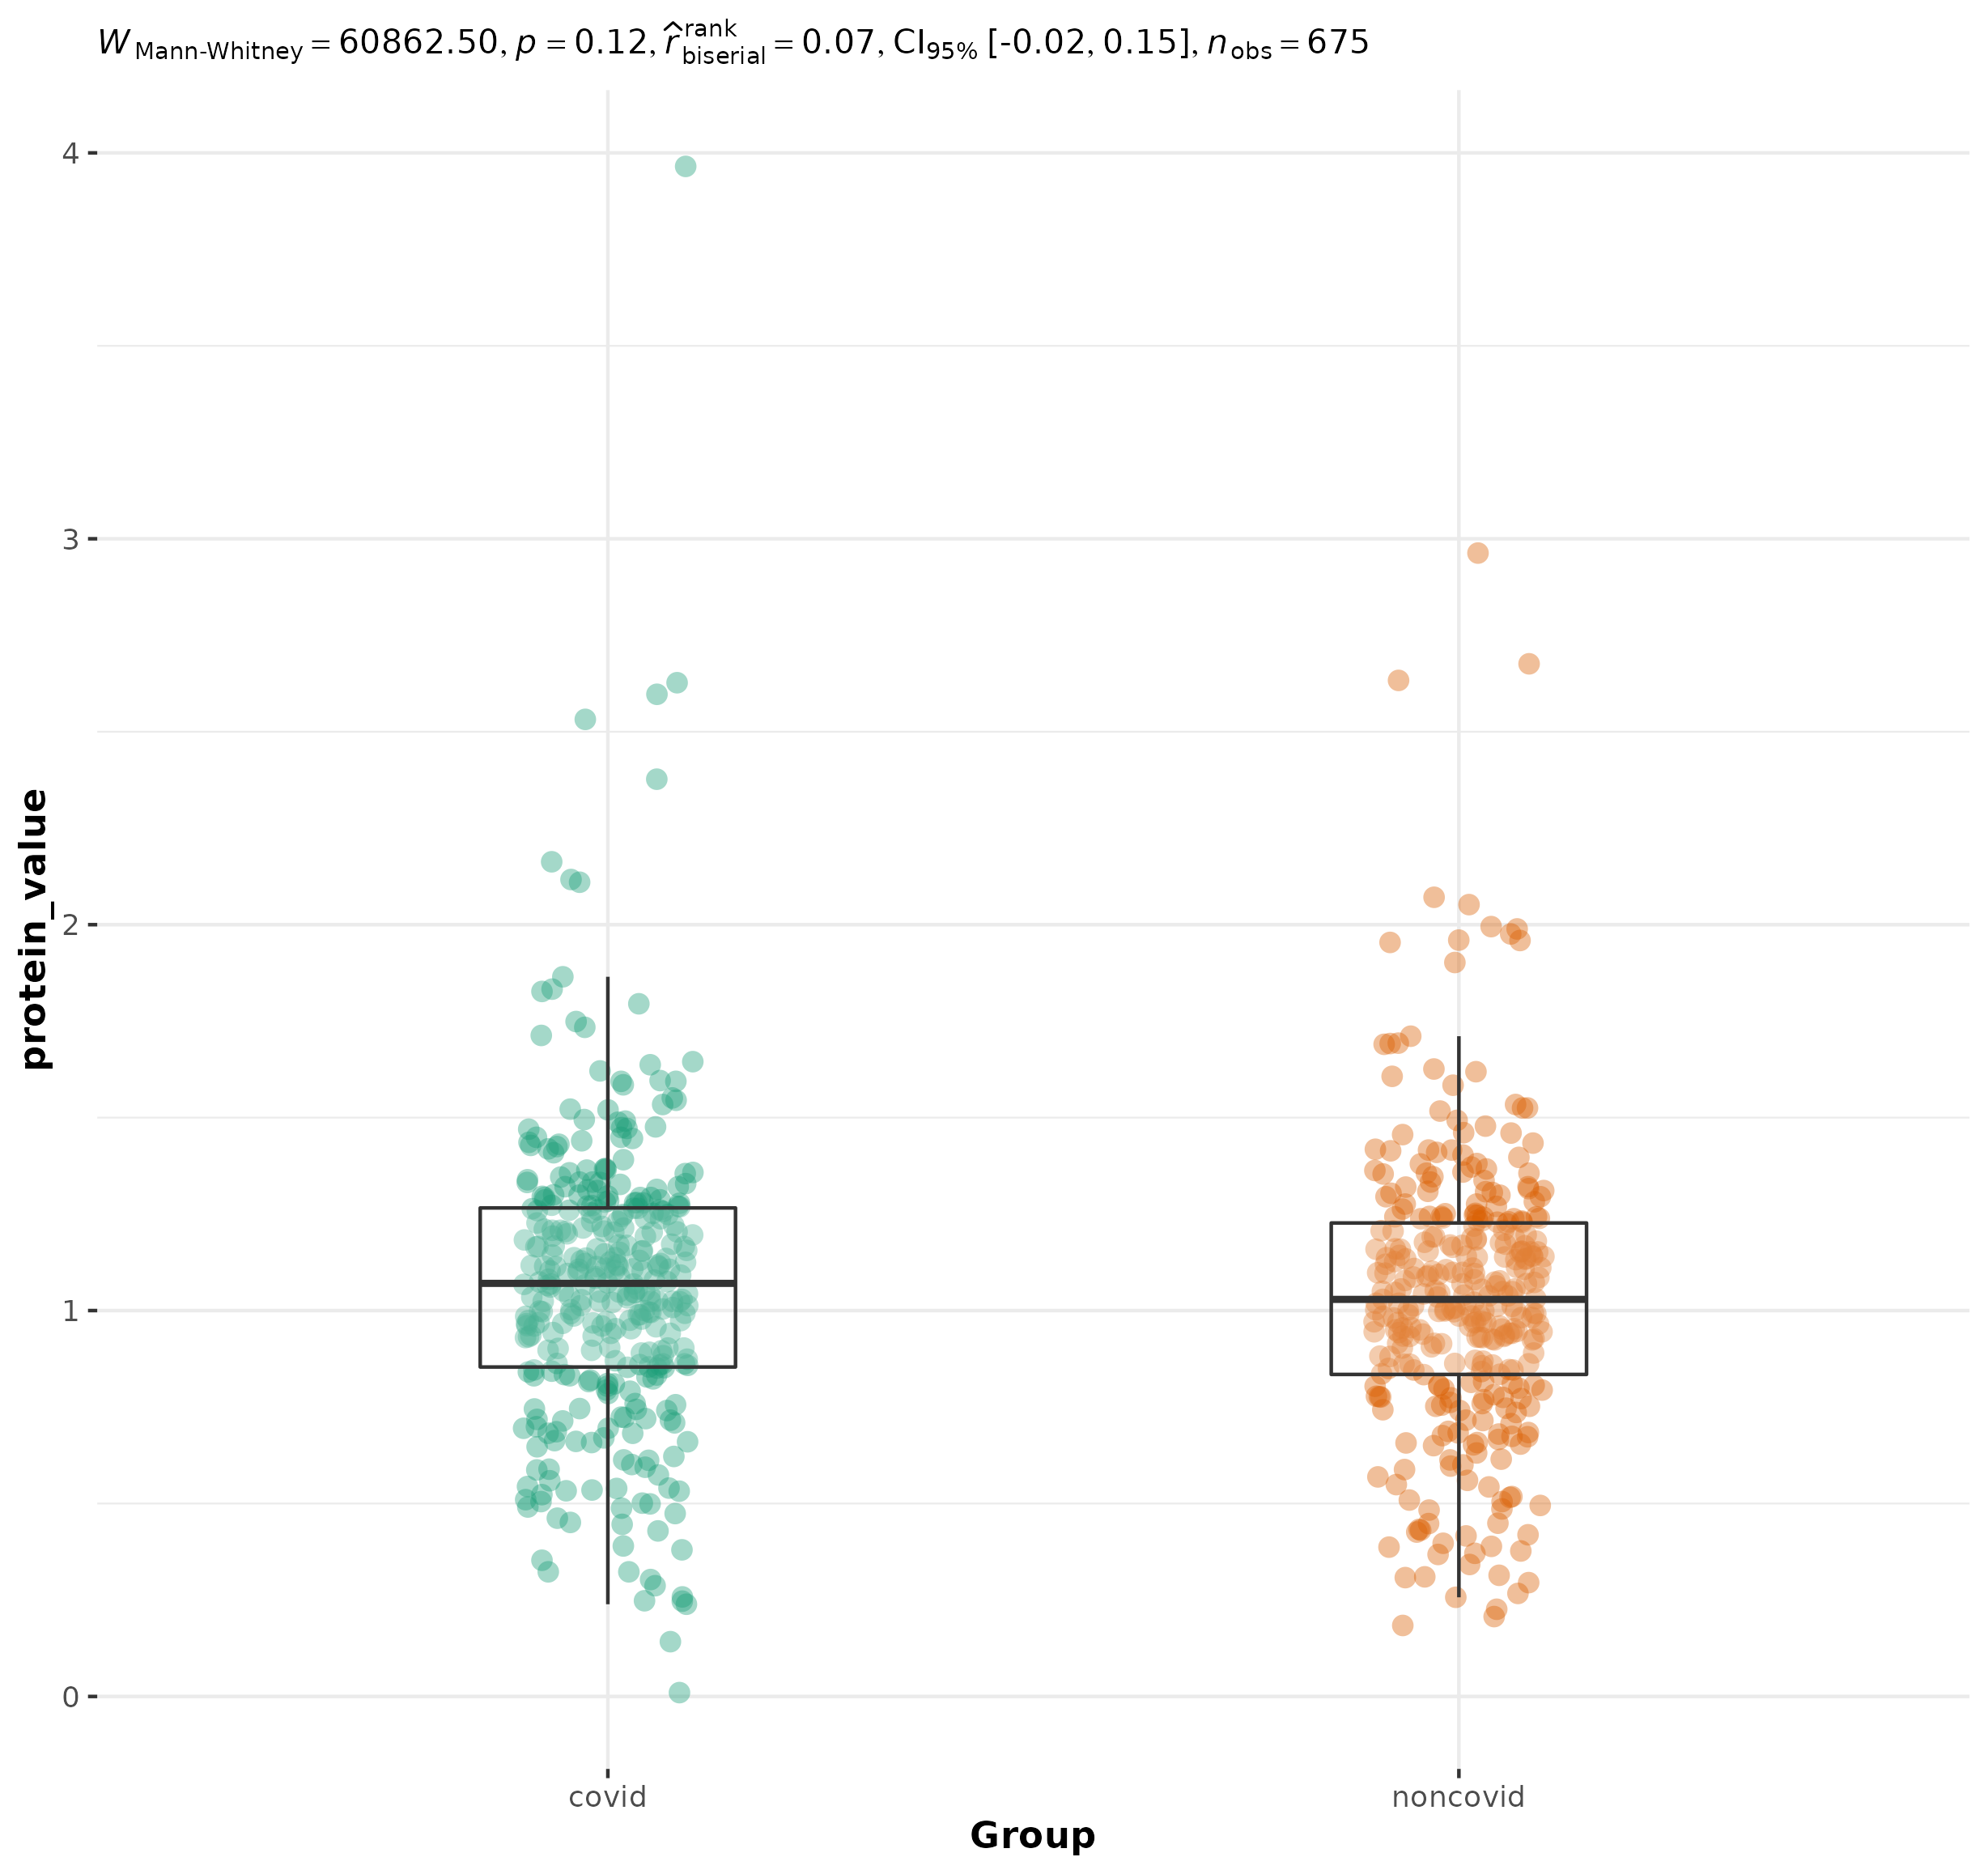 W Mann-Whitney = 60862.50, p = 0.12, r̂ rank biserial = 0.07, CI95% [-0.02, 0.15], n obs = 675
4
3
2
1
0
protein_value
covid noncovid
Group